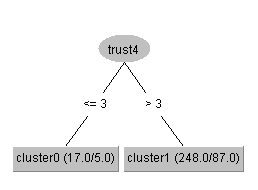 trust4
<= 3
> 3
cluster0 (17.0/5.0)
cluster1 (248.0/87.0)